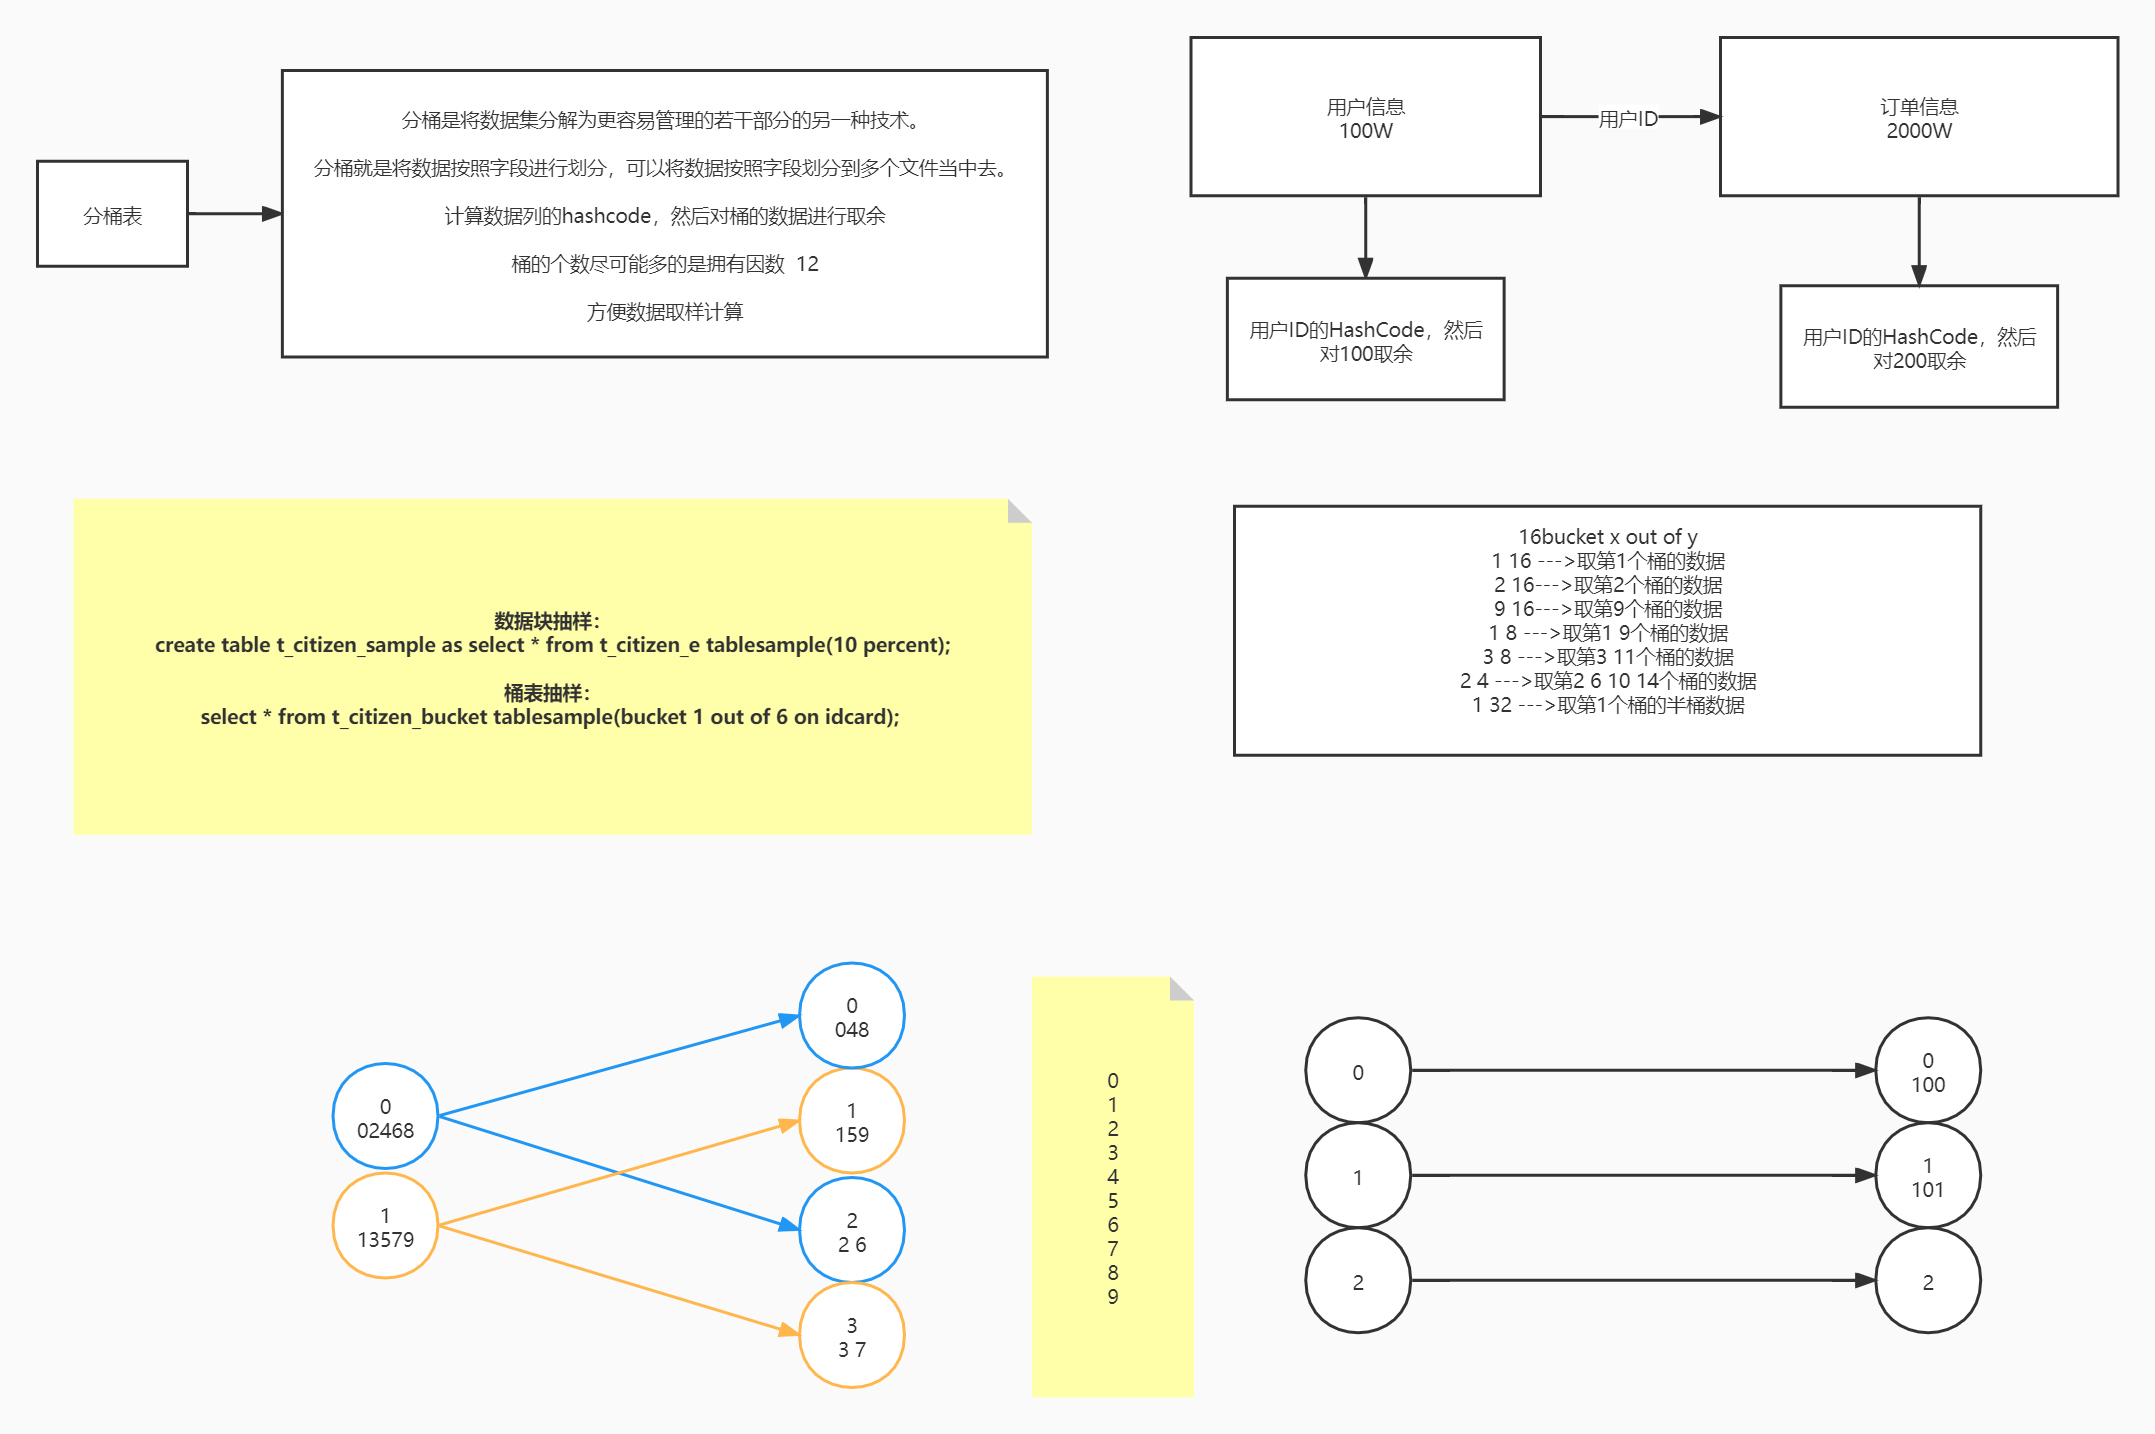 分桶表
分桶是将数据集分解为更容易管理的若干部分的另一种技术。
分桶就是将数据按照字段进行划分，可以将数据按照字段划分到多个文件当中去。
计算数据列的hashcode，然后对桶的数据进行取余
桶的个数尽可能多的是拥有因数  12
方便数据取样计算
用户信息
100W
用户ID
订单信息
2000W
用户ID的HashCode，然后
对100取余
用户ID的HashCode，然后
对200取余
数据块抽样：
create table t_citizen_sample as select * from t_citizen_e tablesample(10 percent);
桶表抽样：
select * from t_citizen_bucket tablesample(bucket 1 out of 6 on idcard);
16bucket x out of y
1 16 --->取第1个桶的数据
2 16--->取第2个桶的数据
9 16--->取第9个桶的数据
1 8 --->取第1 9个桶的数据
3 8 --->取第3 11个桶的数据
2 4 --->取第2 6 10 14个桶的数据
1 32 --->取第1个桶的半桶数据
0
02468
1
13579
0
048
1
159
2
2 6
3
3 7
0
1
2
3
4
5
6
7
8
9
0
1
2
0
100
1
101
2